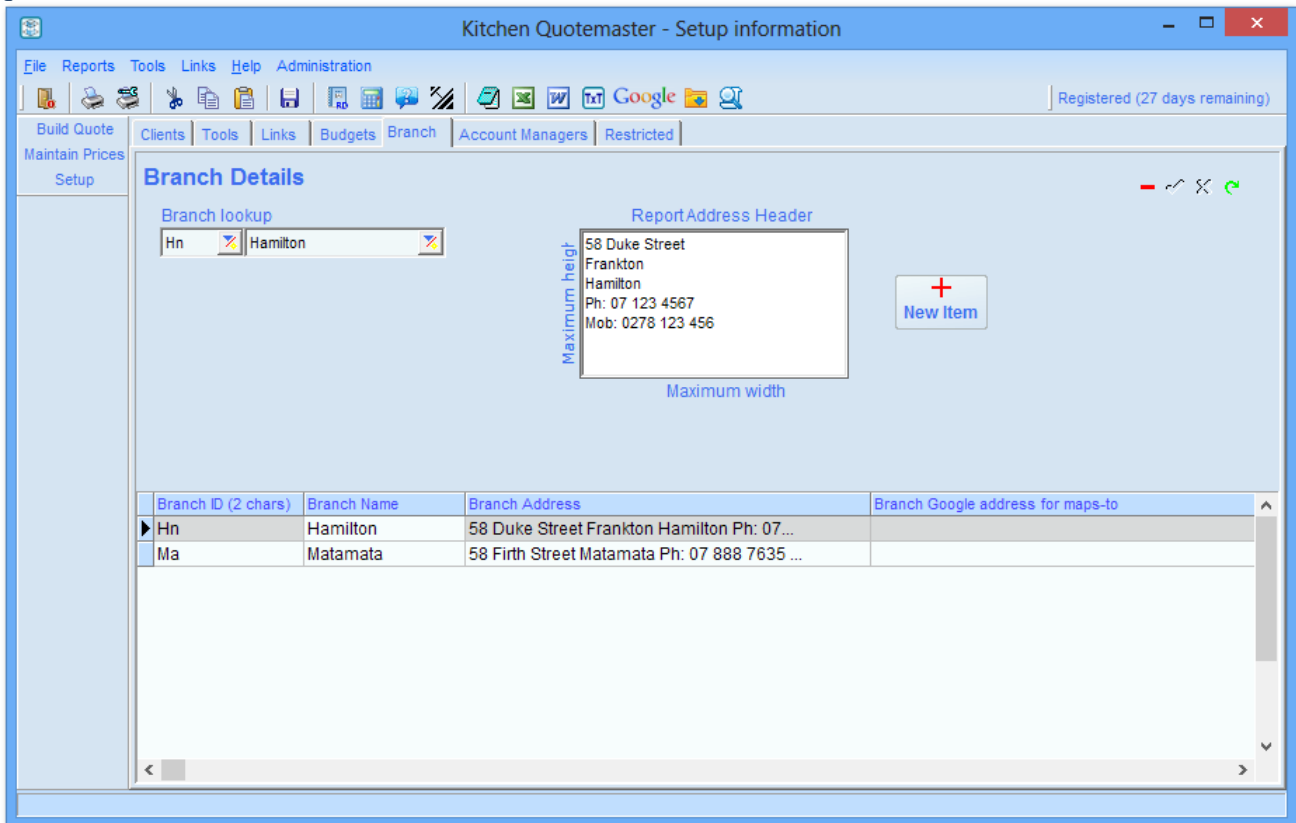 Kitchen Quotemaster - Setup information
File Reports Tools Links Help Administration
RD W TXT Google Registered (27 days remaining)
Build Quote
Maintain Prices
Setup
Clients Tools Links Budgets Branch Account Managers Restricted
Branch Details
Branch lookup
Hn Hamilton
Report Address Header
Maximum heigh
58 Duke Street
Frankton
Hamilton
Ph: 07 123 4567
Mob: 0278 123 456
Maximum width
New Item
Branch ID (2 chars) Branch Name Branch Address Branch Google address for maps-to
Hn Hamilton 58 Duke Street Frankton Hamilton Ph: 07...
Ma Matamata 58 Firth Street Matamata Ph: 07 888 7635 ...